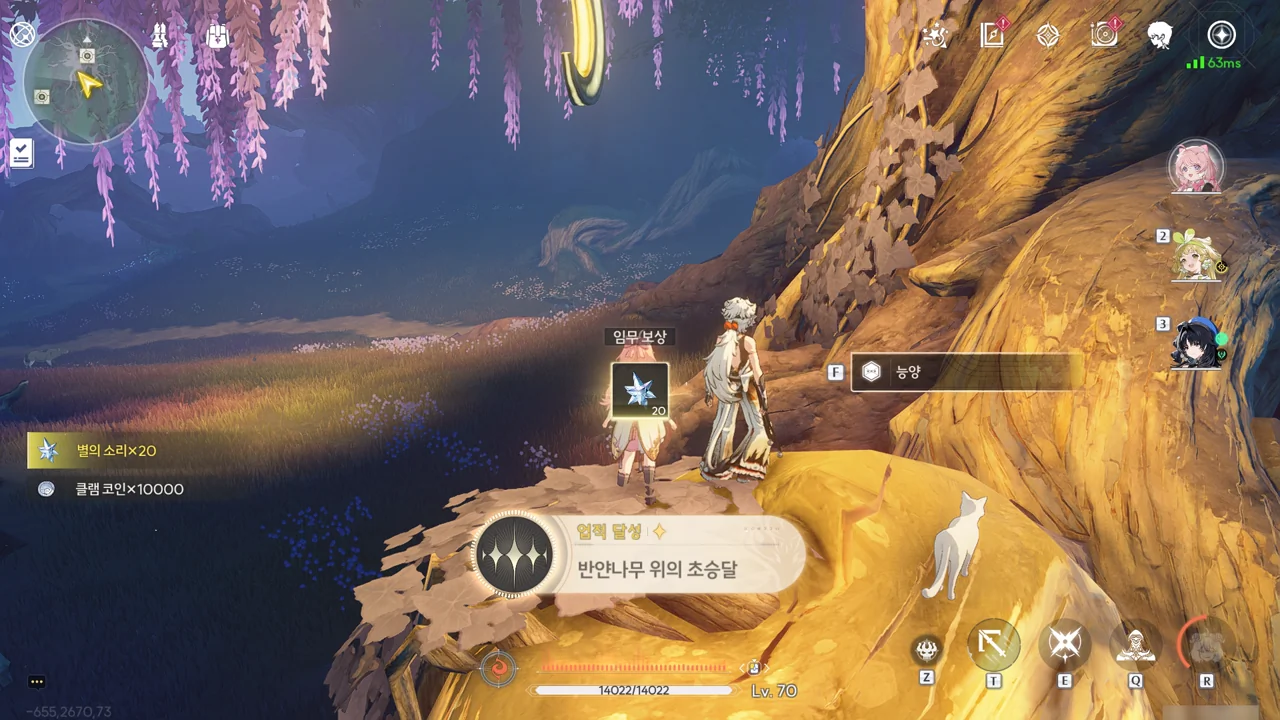 63ms
2
3
임무 보상
20
F
능양
별의 소리×20
클램 코인×10000
업적 달성
반얀나무 위의 초승달
14022/14022
Lv. 70
Z
T
E
Q
R
-655,2670,73